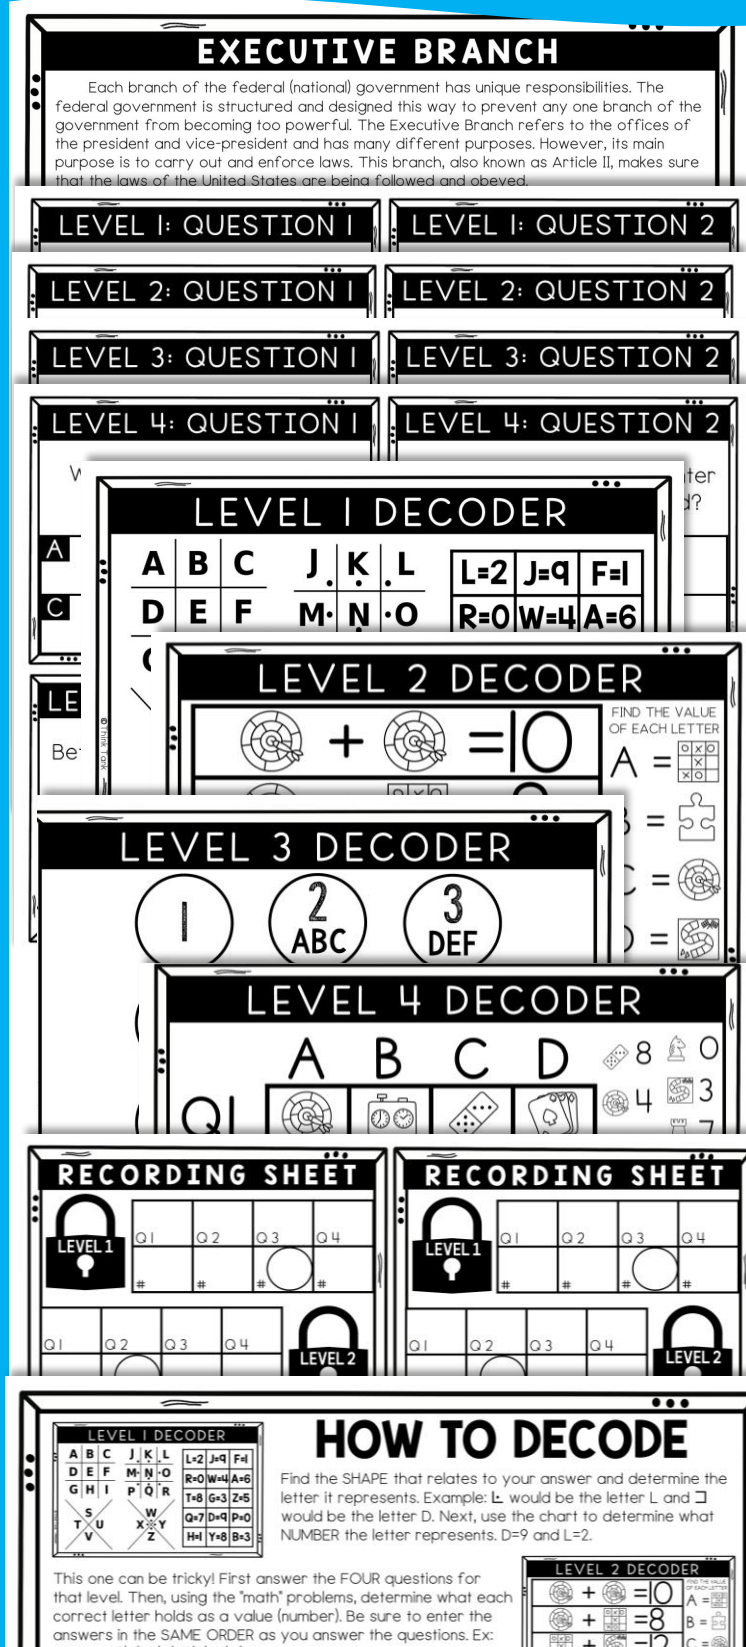 EXECUTIVE BRANCH
Each branch of the federal (national) government has unique responsibilities. The
federal government is structured and designed this way to prevent any one branch of the
government from becoming too powerful. The Executive Branch refers to the offices of
the president and vice-president and has many different purposes. However, its main
purpose is to carry out and enforce laws. This branch, also known as Article II, makes sure
that the laws of the United States are being followed and obeyed.
LEVEL 1: QUESTION 1
LEVEL 1: QUESTION 2
LEVEL 2: QUESTION 1
LEVEL 2: QUESTION 2
LEVEL 3: QUESTION 1
LEVEL 3: QUESTION 2
LEVEL 4: QUESTION 1
LEVEL 4: QUESTION 2
A
C
LEVEL 1 DECODER
A B C
D E F
J K L
M N O
L=2 J=9 F=1
R=0 W=4 A=6
© Think Tank
LEVEL 2 DECODER
+ =10
FIND THE VALUE
OF EACH LETTER
A =
=
=
=
LEVEL 3 DECODER
1
2
ABC
3
DEF
LEVEL 4 DECODER
A B C D
Q1
8 0
4 3
7
RECORDING SHEET
LEVEL 1
Q1 Q2 Q3 Q4
# # # #
Q1 Q2 Q3 Q4
LEVEL 2
RECORDING SHEET
LEVEL 1
Q1 Q2 Q3 Q4
# # # #
Q1 Q2 Q3 Q4
LEVEL 2
LEVEL 1 DECODER
A B C
D E F
G H I
J K L
M N O
P Q R
S
T U
V
W
X Y
Z
L=2 J=9 F=1
R=0 W=4 A=6
T=8 G=3 Z=5
Q=7 D=9 P=0
H=1 Y=8 B=3
HOW TO DECODE
Find the SHAPE that relates to your answer and determine the
letter it represents. Example: would be the letter L and
would be the letter D. Next, use the chart to determine what
NUMBER the letter represents. D=9 and L=2.
This one can be tricky! First answer the FOUR questions for
that level. Then, using the "math" problems, determine what each
correct letter holds as a value (number). Be sure to enter the
answers in the SAME ORDER as you answer the questions. Ex:
LEVEL 2 DECODER
+ =10
+ =8
FIND THE VALUE
OF EACH LETTER
A =
B =
C =